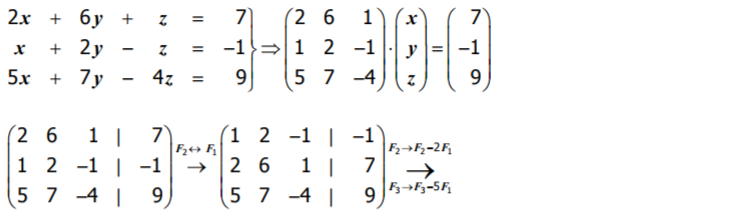 2x + 6y + z = 7} (2 6 1) (x) (7)
x + 2y − z = −1} ⇒ (1 2 −1) · (y) = (−1)
5x + 7y − 4z = 9} (5 7 −4) (z) (9)
(2 6 1 | 7) F₂↔ F₁ (1 2 −1 | −1) F₂→F₂−2F₁
(1 2 −1 | −1) → (2 6 1 | 7) →
(5 7 −4 | 9) (5 7 −4 | 9) F₃→F₃−5F₁